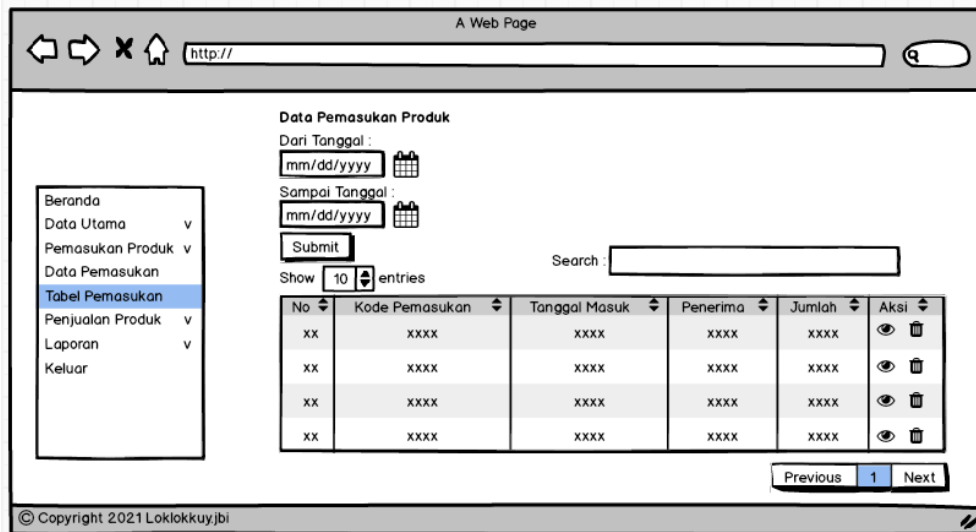 A Web Page
http://
Data Pemasukan Produk
Dari Tanggal :
mm/dd/yyyy
Sampai Tanggal :
mm/dd/yyyy
Submit
Search :
Show 10 entries
Beranda
Data Utama v
Pemasukan Produk v
Data Pemasukan
Tabel Pemasukan
Penjualan Produk v
Laporan v
Keluar
No Kode Pemasukan Tanggal Masuk Penerima Jumlah Aksi
xx xxxx xxxx xxxx xxxx
xx xxxx xxxx xxxx xxxx
xx xxxx xxxx xxxx xxxx
xx xxxx xxxx xxxx xxxx
Previous 1 Next
© Copyright 2021 Loklokkuy.jbi